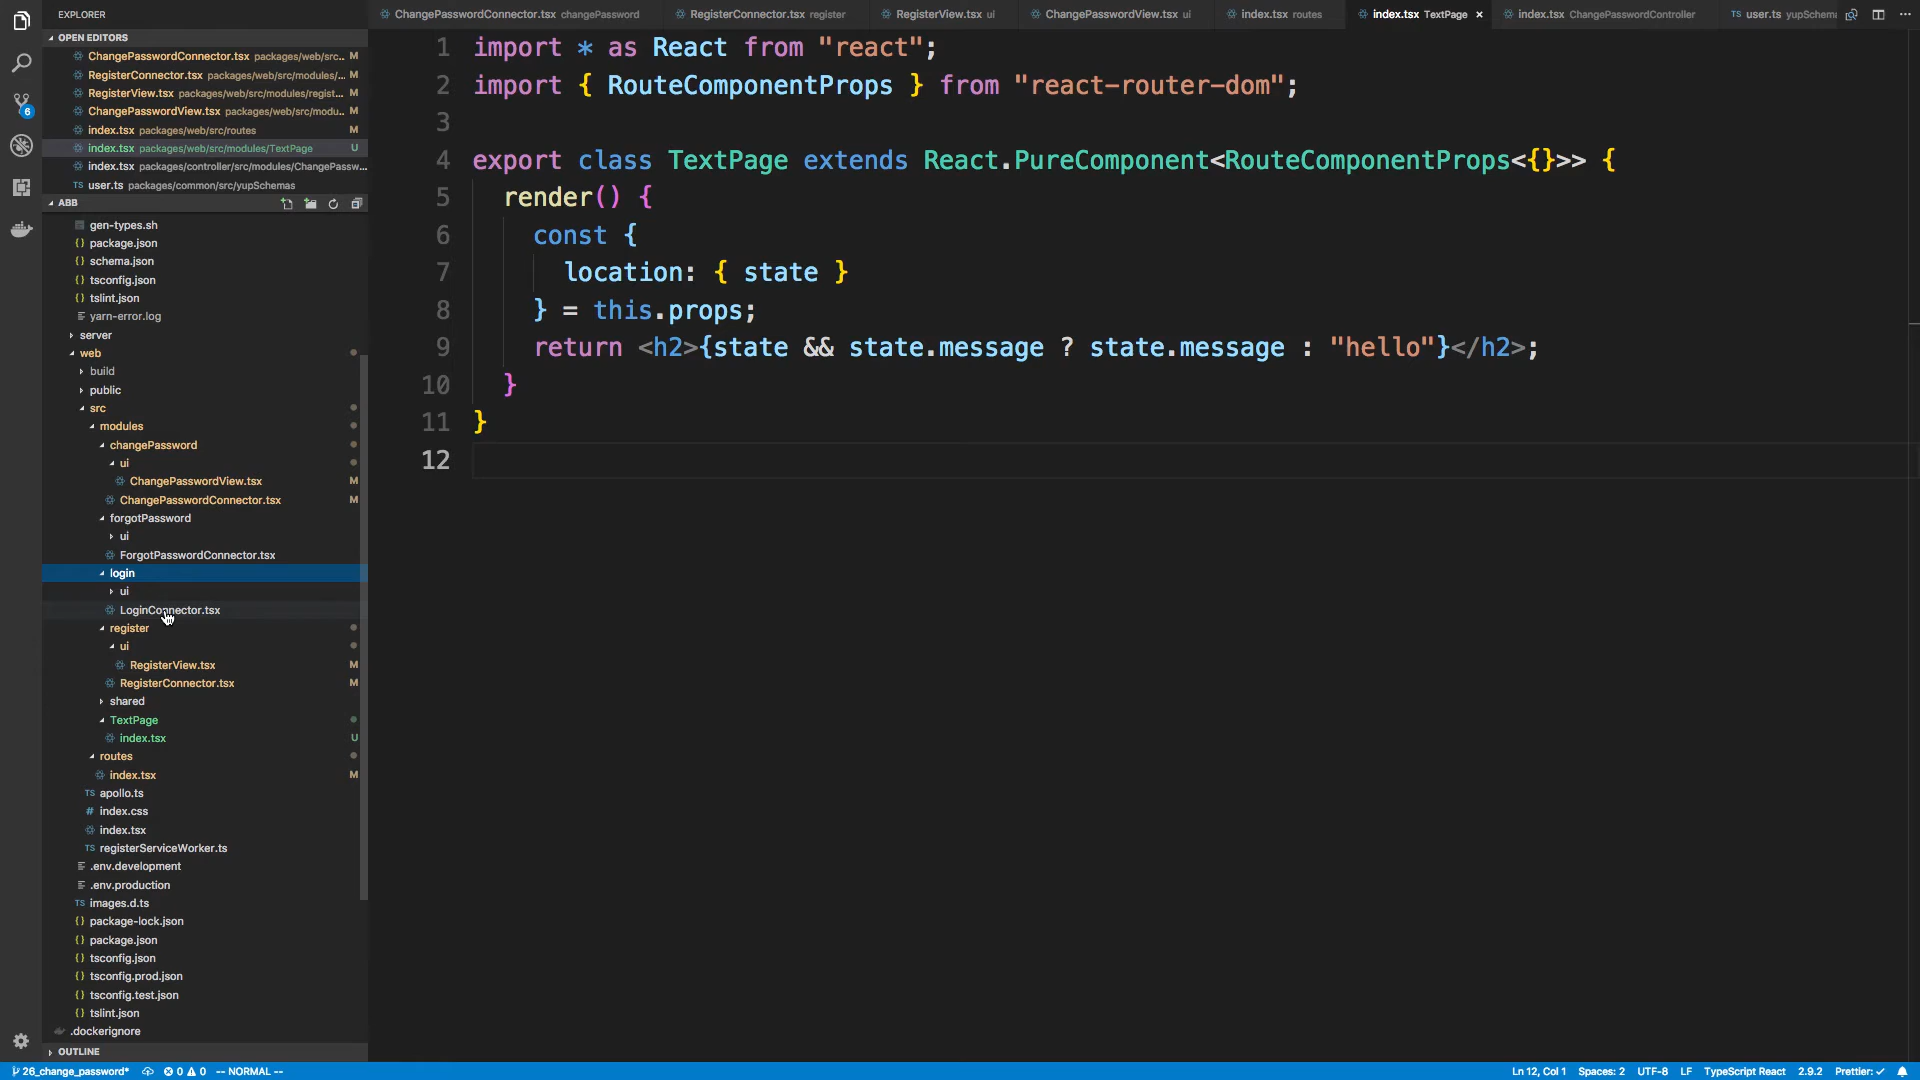 EXPLORER
OPEN EDITORS
ChangePasswordConnector.tsx packages/web/src... M
RegisterConnector.tsx packages/web/src/modules/... M
RegisterView.tsx packages/web/src/modules/regist... M
ChangePasswordView.tsx packages/web/src/modu... M
index.tsx packages/web/src/routes M
index.tsx packages/web/src/modules/TextPage U
index.tsx packages/controller/src/modules/ChangePassw...
TS user.ts packages/common/src/yupSchemas
ABB
gen-types.sh
{} package.json
{} schema.json
{} tsconfig.json
{} tslint.json
yarn-error.log
server
web
build
public
src
modules
changePassword
ui
ChangePasswordView.tsx M
ChangePasswordConnector.tsx M
forgotPassword
ui
ForgotPasswordConnector.tsx
login
ui
LoginConnector.tsx
register
ui
RegisterView.tsx M
RegisterConnector.tsx M
shared
TextPage
index.tsx U
routes
index.tsx M
TS apollo.ts
# index.css
index.tsx
TS registerServiceWorker.ts
.env.development
.env.production
TS images.d.ts
{} package-lock.json
{} package.json
{} tsconfig.json
{} tsconfig.prod.json
{} tsconfig.test.json
{} tslint.json
.dockerignore
OUTLINE
6
ChangePasswordConnector.tsx changePassword RegisterConnector.tsx register RegisterView.tsx ui ChangePasswordView.tsx ui index.tsx routes index.tsx TextPage × index.tsx ChangePasswordController TS user.ts yupSchema
1 import * as React from "react";
2 import { RouteComponentProps } from "react-router-dom";
3
4 export class TextPage extends React.PureComponent<RouteComponentProps<{}>> {
5 render() {
6 const {
7 location: { state }
8 } = this.props;
9 return <h2>{state && state.message ? state.message : "hello"}</h2>;
10 }
11 }
12
26_change_password* 0 0 -- NORMAL -- Ln 12, Col 1 Spaces: 2 UTF-8 LF TypeScript React 2.9.2 Prettier: ✓